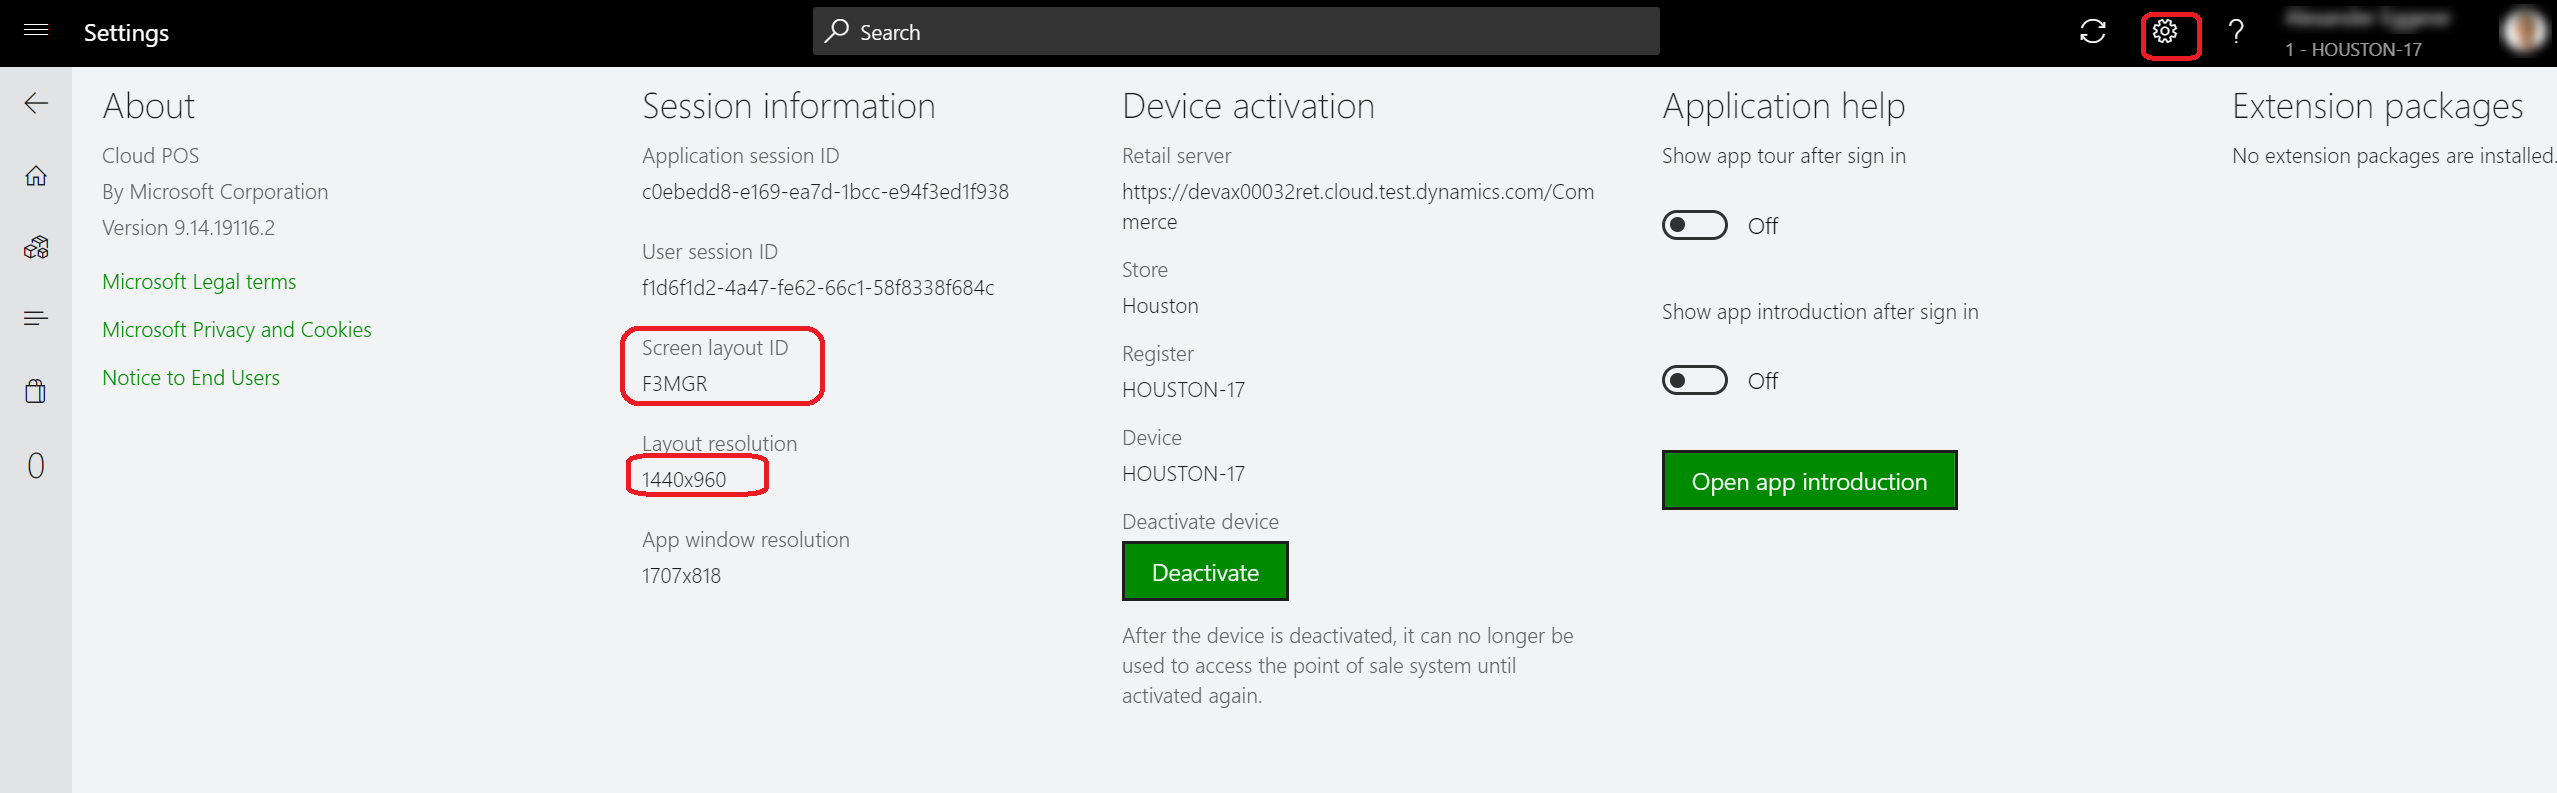 Settings
Search
?
1 - HOUSTON-17
About
Cloud POS
By Microsoft Corporation
Version 9.14.19116.2
Microsoft Legal terms
Microsoft Privacy and Cookies
Notice to End Users
0
Session information
Application session ID
c0ebedd8-e169-ea7d-1bcc-e94f3ed1f938
User session ID
f1d6f1d2-4a47-fe62-66c1-58f8338f684c
Screen layout ID
F3MGR
Layout resolution
1440x960
App window resolution
1707x818
Device activation
Retail server
https://devax00032ret.cloud.test.dynamics.com/Com
merce
Store
Houston
Register
HOUSTON-17
Device
HOUSTON-17
Deactivate device
Deactivate
After the device is deactivated, it can no longer be
used to access the point of sale system until
activated again.
Application help
Show app tour after sign in
Off
Show app introduction after sign in
Off
Open app introduction
Extension packages
No extension packages are installed.